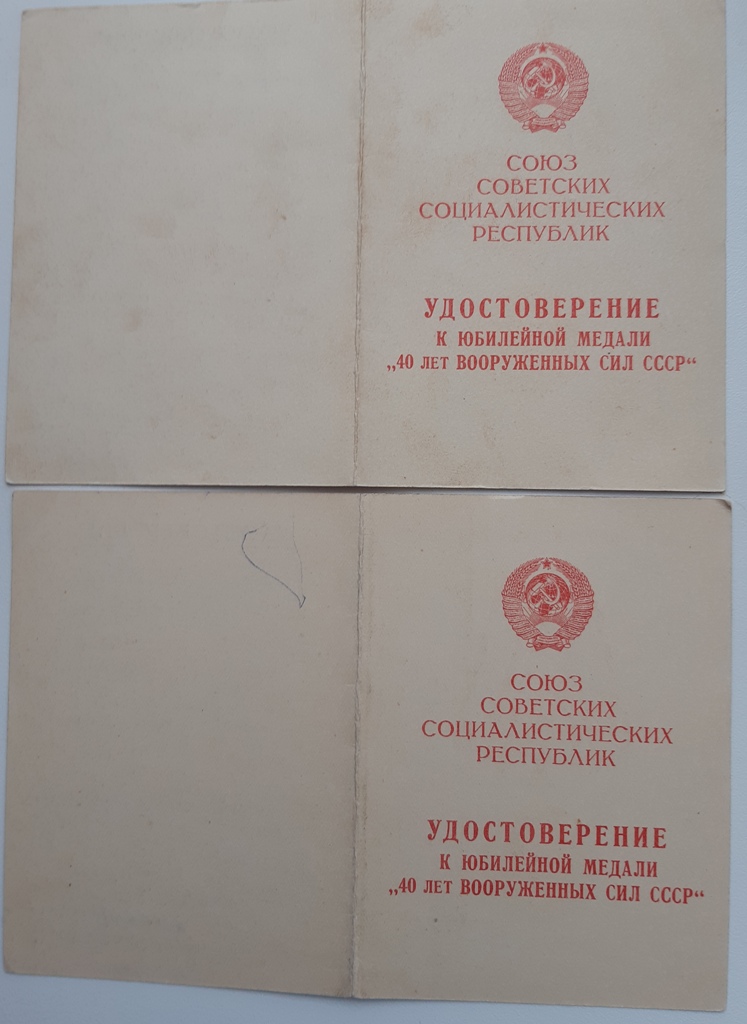 СОЮЗ
СОВЕТСКИХ
СОЦИАЛИСТИЧЕСКИХ
РЕСПУБЛИК
УДОСТОВЕРЕНИЕ
К ЮБИЛЕЙНОЙ МЕДАЛИ
„40 ЛЕТ ВООРУЖЕННЫХ СИЛ СССР“
СОЮЗ
СОВЕТСКИХ
СОЦИАЛИСТИЧЕСКИХ
РЕСПУБЛИК
УДОСТОВЕРЕНИЕ
К ЮБИЛЕЙНОЙ МЕДАЛИ
„40 ЛЕТ ВООРУЖЕННЫХ СИЛ СССР“